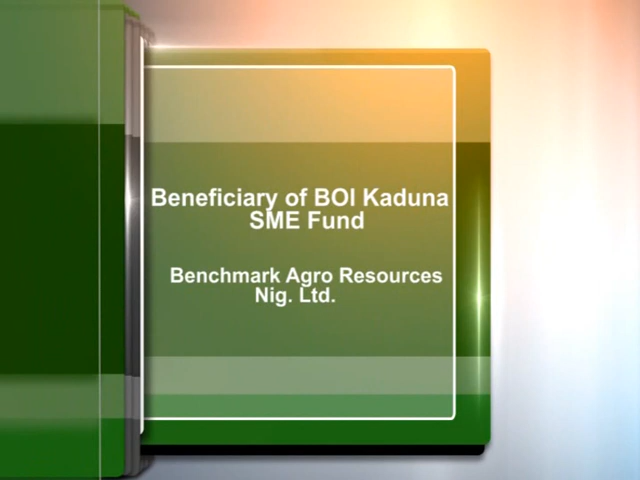 Beneficiary of BOI Kaduna
SME Fund
Benchmark Agro Resources
Nig. Ltd.